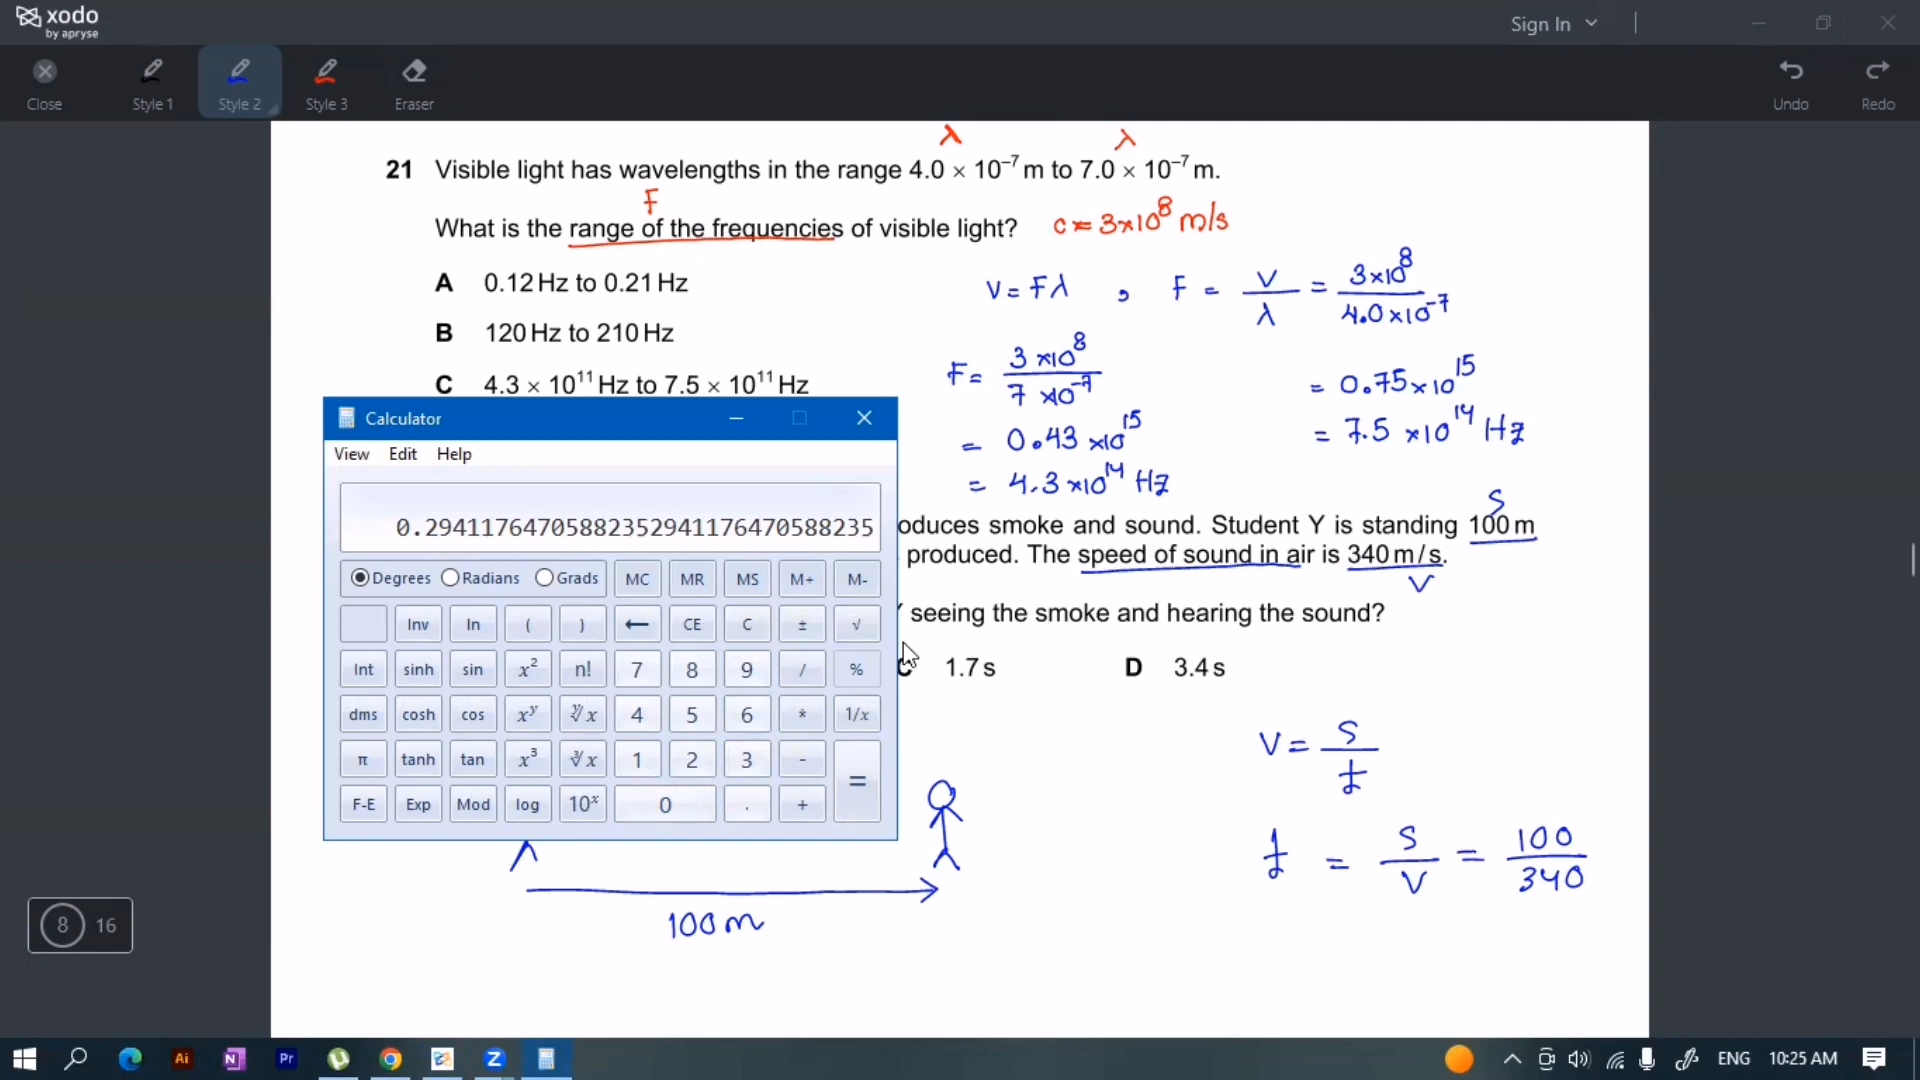 xodo
by apryse
Sign In
Close
Style 1
Style 2
Style 3
Eraser
Undo
Redo
λ λ
21 Visible light has wavelengths in the range 4.0 × 10⁻⁷ m to 7.0 × 10⁻⁷ m.
F
What is the range of the frequencies of visible light? c = 3×10⁸ m/s
A 0.12 Hz to 0.21 Hz
B 120 Hz to 210 Hz
C 4.3 × 10¹¹ Hz to 7.5 × 10¹¹ Hz
V = Fλ , F = V/λ = 3×10⁸/4.0×10⁻⁷
= 0.75×10¹⁵
= 7.5×10¹⁴ Hz
F = 3×10⁸/7×10⁻⁷
= 0.43×10¹⁵
= 4.3×10¹⁴ Hz
Calculator
View Edit Help
0.29411764705882352941176470588235
Degrees Radians Grads MC MR MS M+ M-
Inv ln ( ) ← CE C ± √
Int sinh sin x² n! 7 8 9 / %
dms cosh cos xʸ ʸ√x 4 5 6 * 1/x
π tanh tan x³ ³√x 1 2 3 - =
F-E Exp Mod log 10ˣ 0 . +
S
oduces smoke and sound. Student Y is standing 100 m
produced. The speed of sound in air is 340 m/s.
V
seeing the smoke and hearing the sound?
C 1.7 s D 3.4 s
V = S/t
t = S/V = 100/340
100 m
8 16
Ai
N
Pr
Z
ENG 10:25 AM